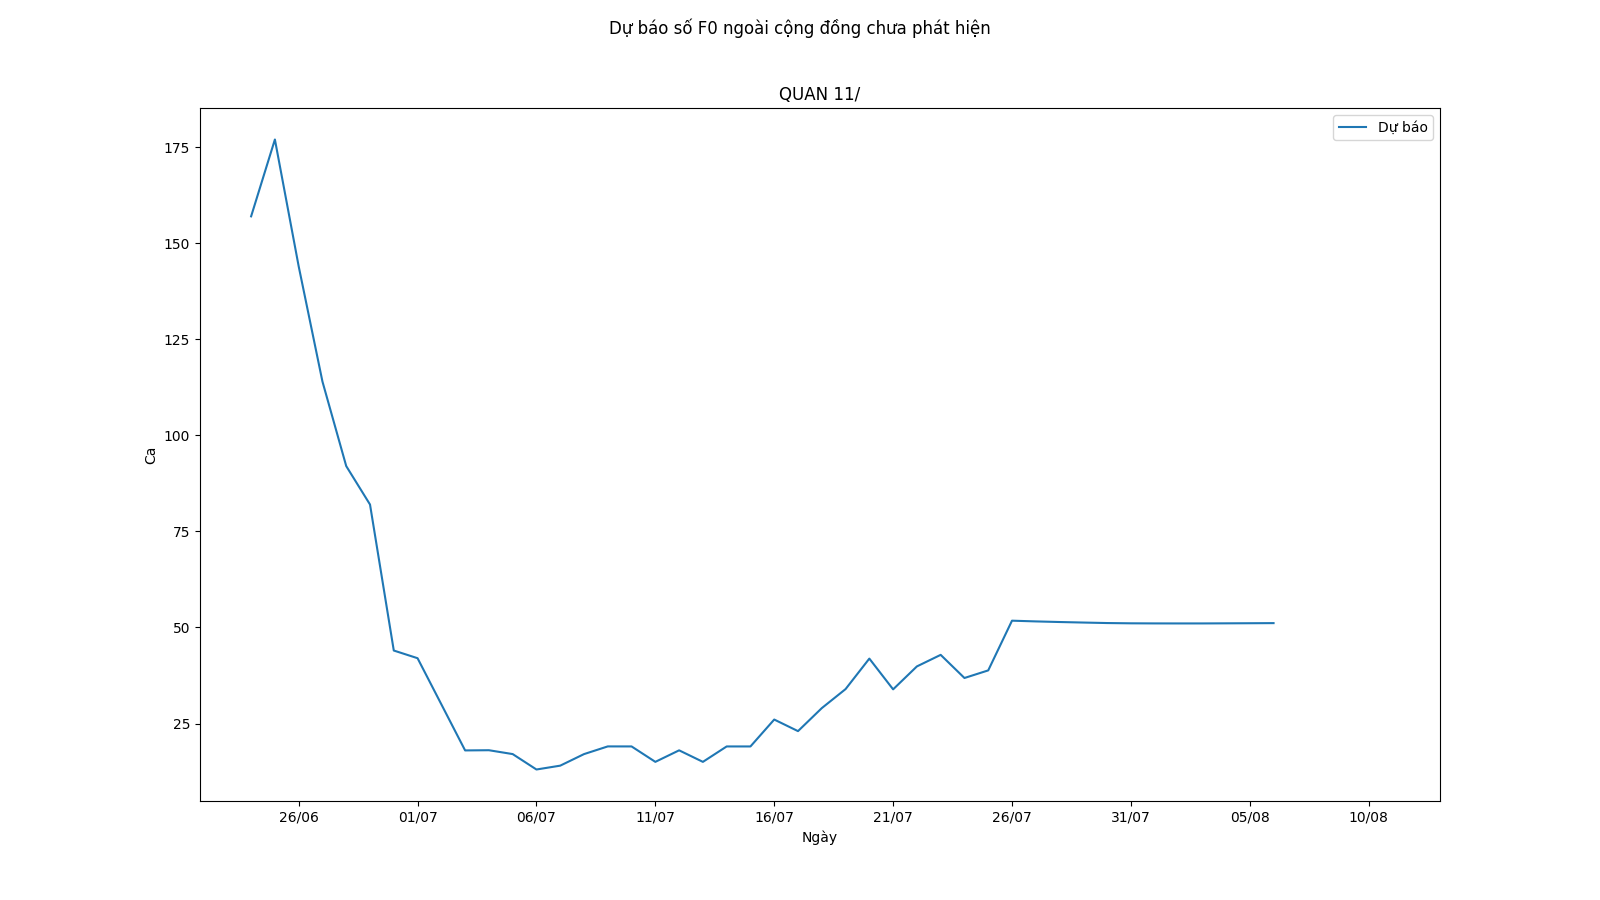 Dự báo số F0 ngoài cộng đồng chưa phát hiện
QUAN 11/
Dự báo
175
150
125
100
75
50
25
Ca
26/06 01/07 06/07 11/07 16/07 21/07 26/07 31/07 05/08 10/08
Ngày